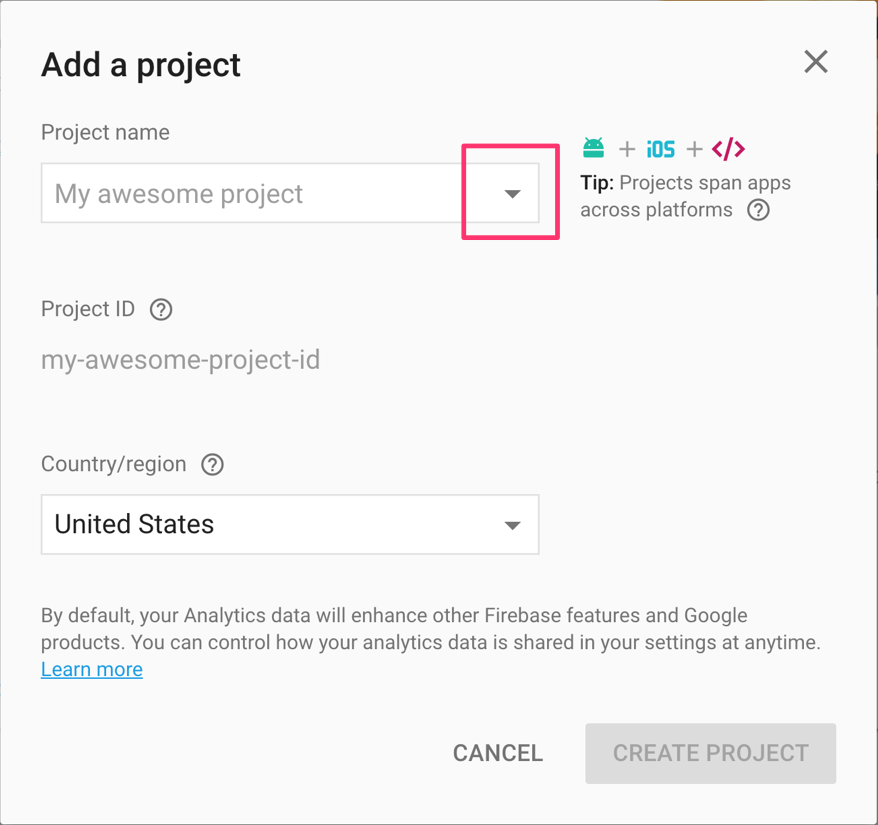 Add a project
Project name
My awesome project
iOS
Tip: Projects span apps
across platforms
Project ID
my-awesome-project-id
Country/region
United States
By default, your Analytics data will enhance other Firebase features and Google
products. You can control how your analytics data is shared in your settings at anytime.
Learn more
CANCEL
CREATE PROJECT